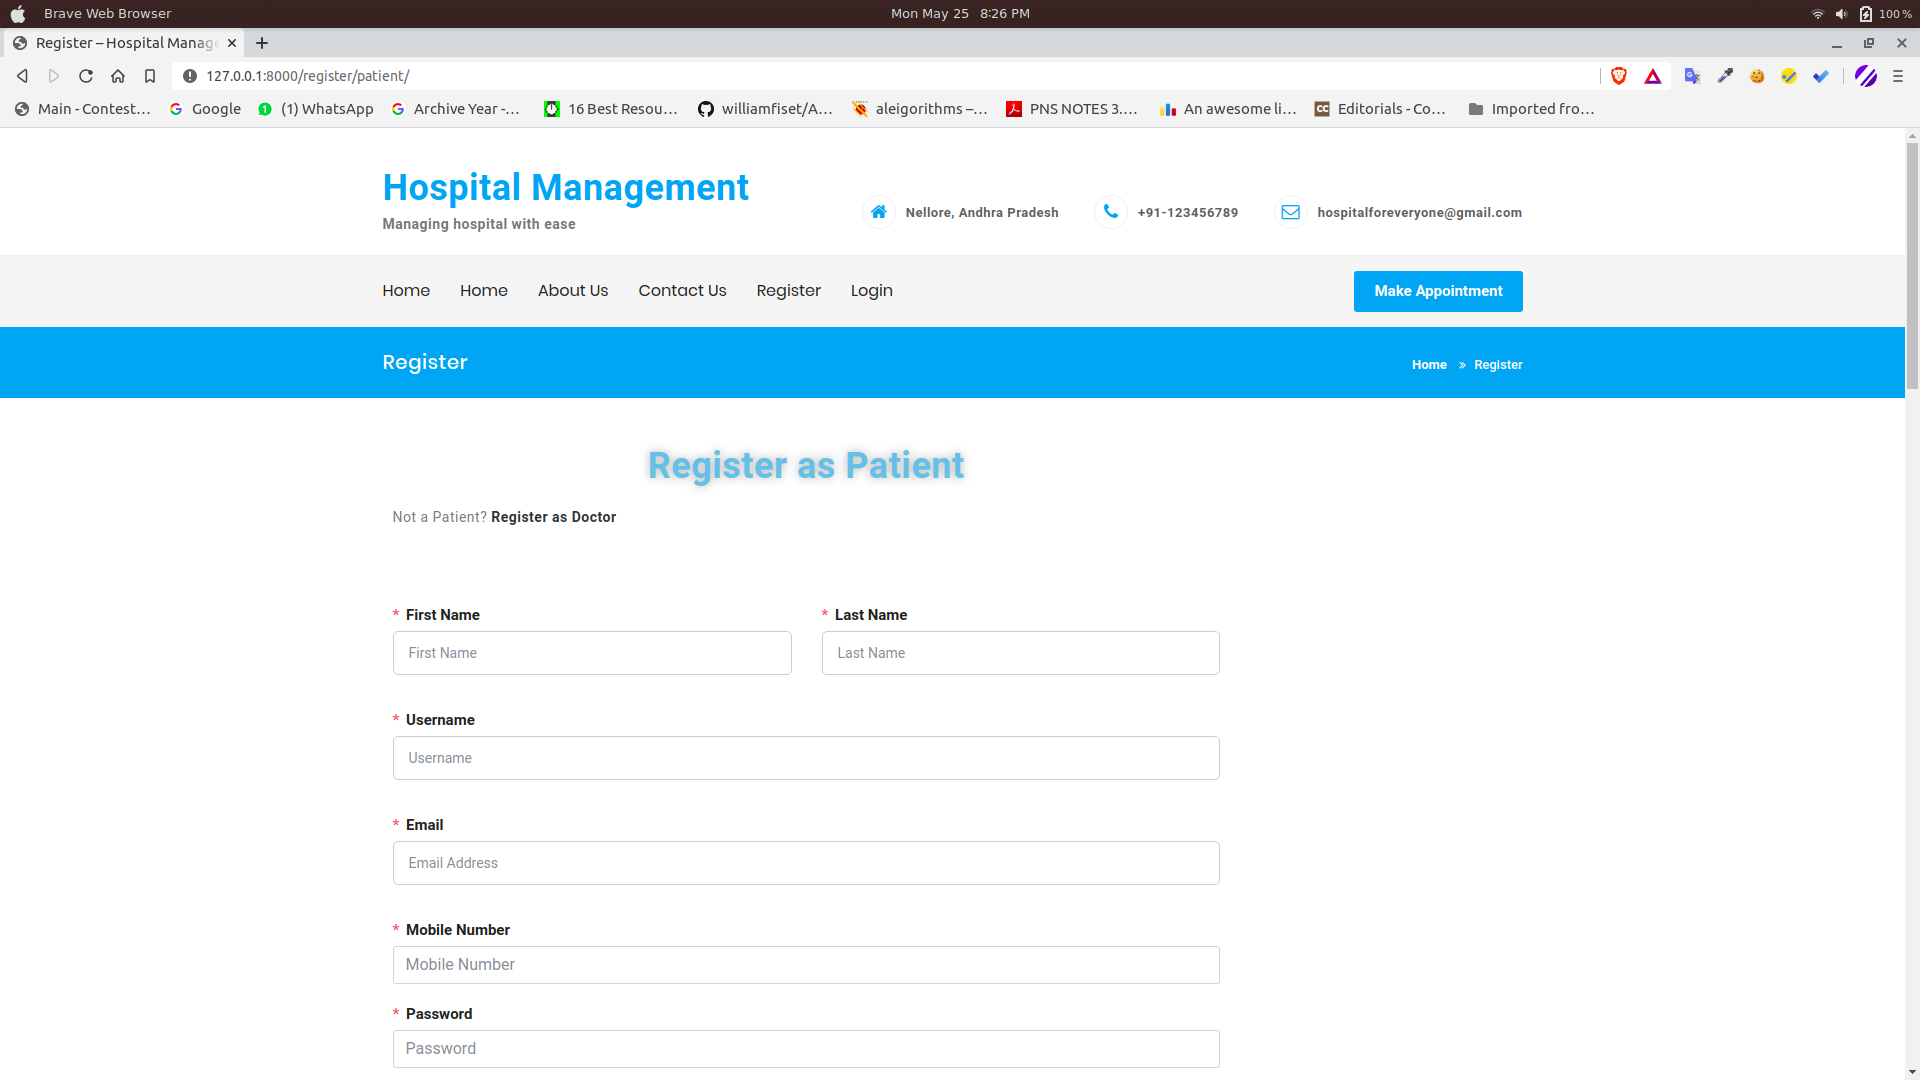 Brave Web Browser
Mon May 25 8:26 PM
100 %
Register – Hospital Manag
127.0.0.1:8000/register/patient/
Main - Contest...
Google
(1) WhatsApp
Archive Year -...
16 Best Resou...
williamfiset/A...
aleigorithms –...
PNS NOTES 3....
An awesome li...
CC
Editorials - Co...
Imported fro...
Hospital Management
Managing hospital with ease
Nellore, Andhra Pradesh
+91-123456789
hospitalforeveryone@gmail.com
Home
Home
About Us
Contact Us
Register
Login
Make Appointment
Register
Home » Register
Register as Patient
Not a Patient? Register as Doctor
* First Name
First Name
* Last Name
Last Name
* Username
Username
* Email
Email Address
* Mobile Number
Mobile Number
* Password
Password